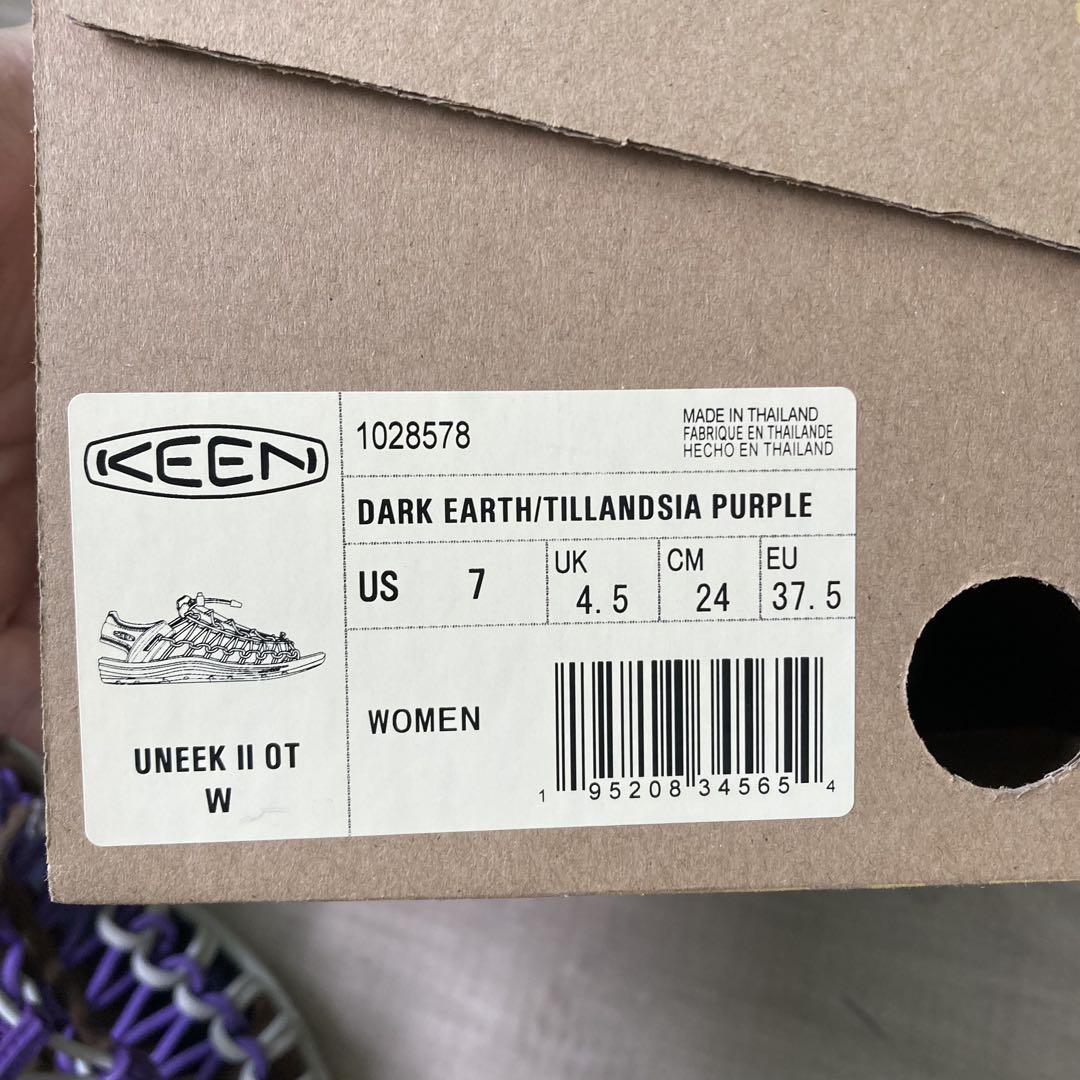 KEEN
1028578
MADE IN THAILAND
FABRIQUE EN THAILANDE
HECHO EN THAILAND
DARK EARTH/TILLANDSIA PURPLE
US 7
UK 4.5
CM 24
EU 37.5
KEEN
UNEEK II OT
W
WOMEN
1 95208 34565 4